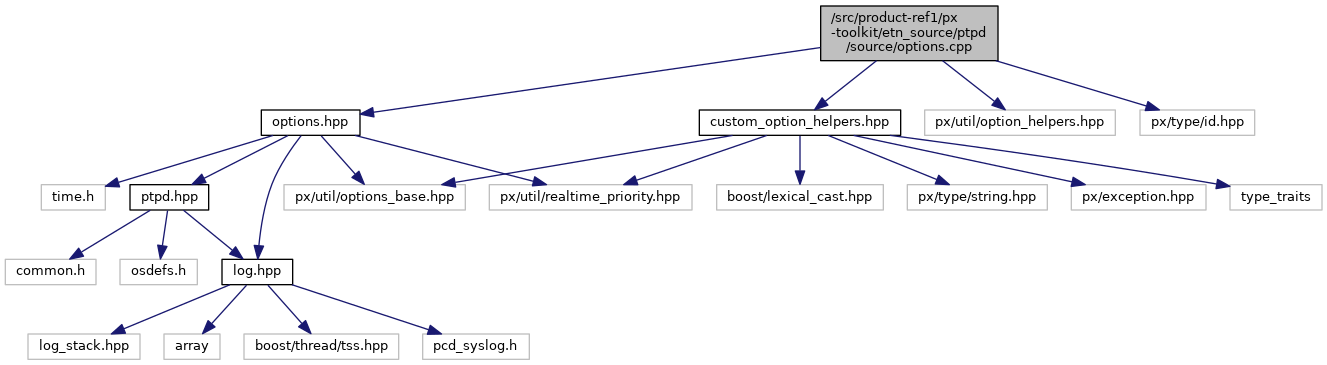 /src/product-ref1/px
-toolkit/etn_source/ptpd
/source/options.cpp
options.hpp
custom_option_helpers.hpp
px/util/option_helpers.hpp
px/type/id.hpp
time.h
ptpd.hpp
px/util/options_base.hpp
px/util/realtime_priority.hpp
boost/lexical_cast.hpp
px/type/string.hpp
px/exception.hpp
type_traits
common.h
osdefs.h
log.hpp
log_stack.hpp
array
boost/thread/tss.hpp
pcd_syslog.h